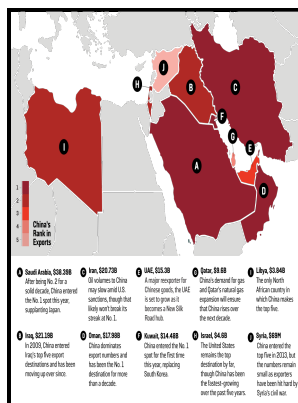 J
H
B
C
F
G
I
E
A
D
1
2
3
4
5
China's
Rank in
Exports
A Saudi Arabia, $38.39B
After being No. 2 for a
solid decade, China entered
the No. 1 spot this year,
supplanting Japan.
C Iran, $20.73B
Oil volumes to China
may slow amid U.S.
sanctions, though that
likely won't break its
streak at No. 1.
E UAE, $15.3B
A major reexporter for
Chinese goods, the UAE
is set to grow as it
becomes a New Silk
Road hub.
G Qatar, $9.6B
China's demand for gas
and Qatar's natural gas
expansion will ensure
that China rises over
the next decade.
I Libya, $3.84B
The only North
African country in
which China makes
the top five.
B Iraq, $21.19B
In 2009, China entered
Iraq's top five export
destinations and has been
moving up ever since.
D Oman, $17.98B
China dominates
export numbers and
has been the No. 1
destination for more
than a decade.
F Kuwait, $14.48B
China entered the No. 1
spot for the first time
this year, replacing
South Korea.
H Israel, $4.6B
The United States
remains the top
destination by far,
though China has
been the fastest-growing
over the past five years.
J Syria, $69M
China entered the
top five in 2013, but
the numbers remain
small as exporters
have been hit hard by
Syria's civil war.